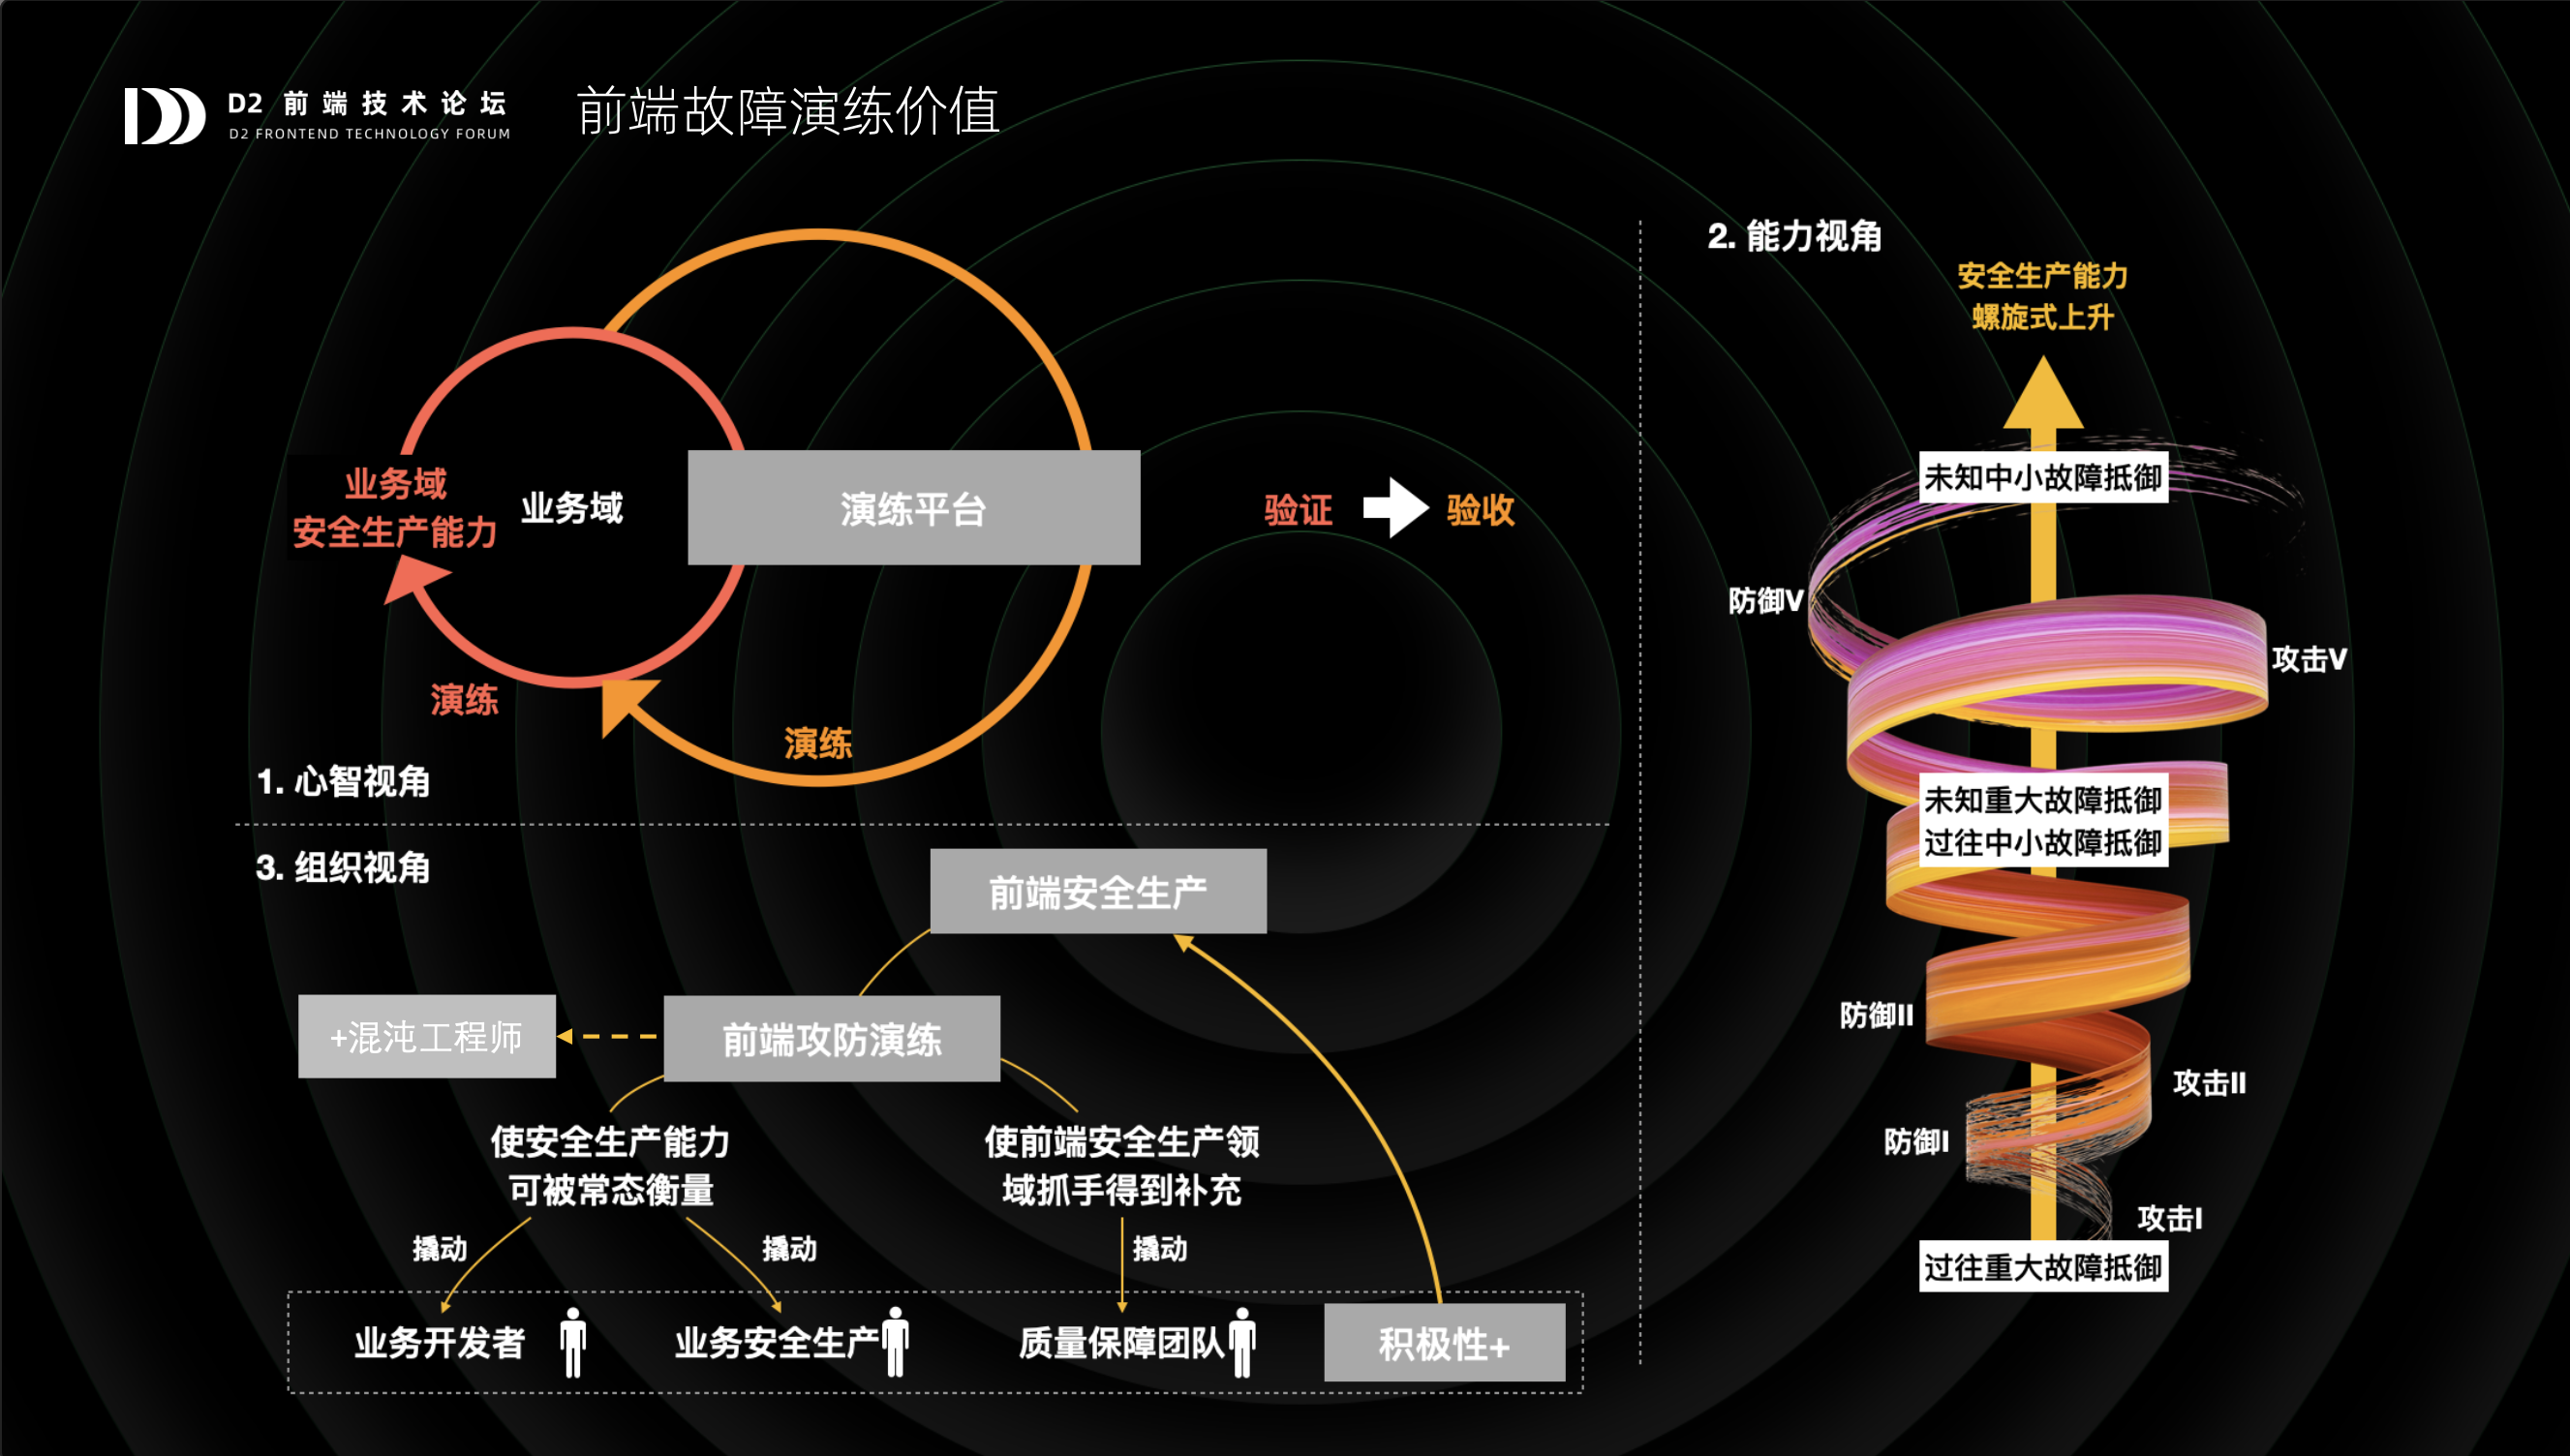 D2 前端技术论坛
D2 FRONTEND TECHNOLOGY FORUM
前端故障演练价值
业务域
安全生产能力
业务域
演练平台
验证
验收
演练
演练
1. 心智视角
2. 能力视角
安全生产能力
螺旋式上升
未知中小故障抵御
防御V
攻击V
未知重大故障抵御
过往中小故障抵御
防御II
攻击II
防御I
攻击I
过往重大故障抵御
3. 组织视角
前端安全生产
+混沌工程师
前端攻防演练
使安全生产能力
可被常态衡量
使前端安全生产领
域抓手得到补充
撬动
撬动
撬动
业务开发者
业务安全生产
质量保障团队
积极性+